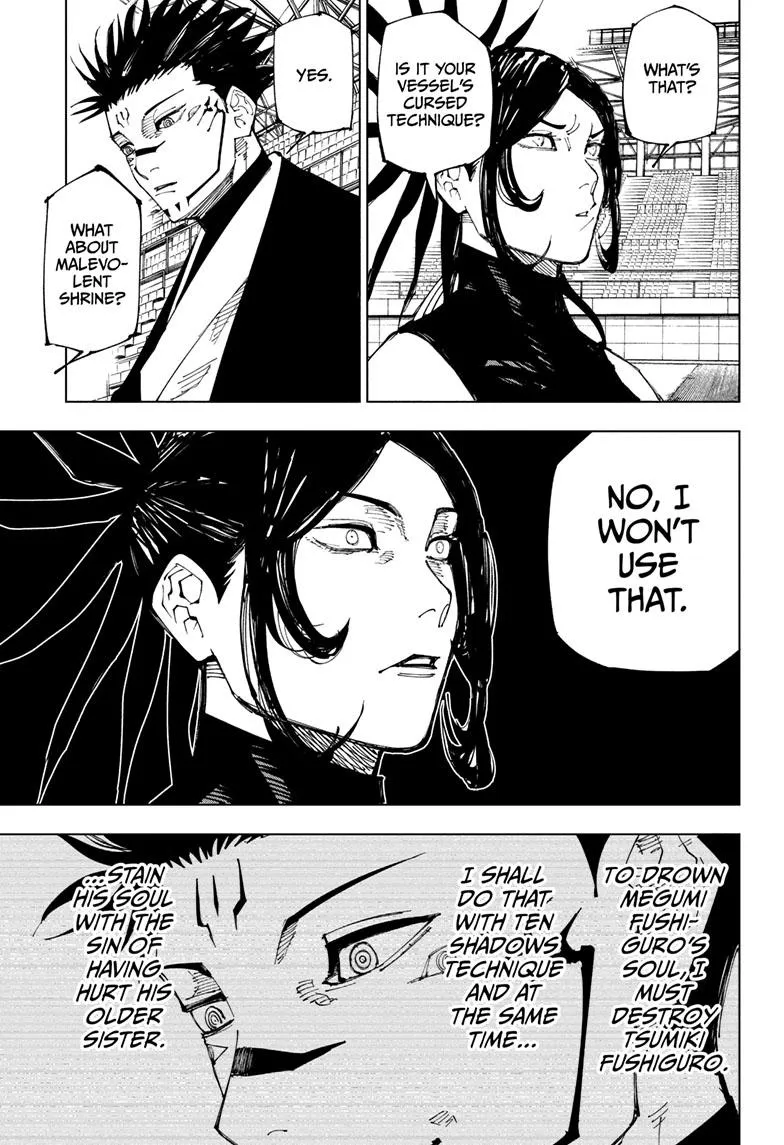 WHAT'S
THAT?
IS IT YOUR
VESSEL'S
CURSED
TECHNIQUE?
YES.
WHAT
ABOUT
MALEVO-
LENT
SHRINE?
NO, I
WON'T
USE
THAT.
TO DROWN
MEGUMI
FUSHI-
GURO'S
SOUL, I
MUST
DESTROY
TSUMIKI
FUSHIGURO.
I SHALL
DO THAT
WITH TEN
SHADOWS
TECHNIQUE
AND AT
THE SAME
TIME...
...STAIN
HIS SOUL
WITH THE
SIN OF
HAVING
HURT HIS
OLDER
SISTER.